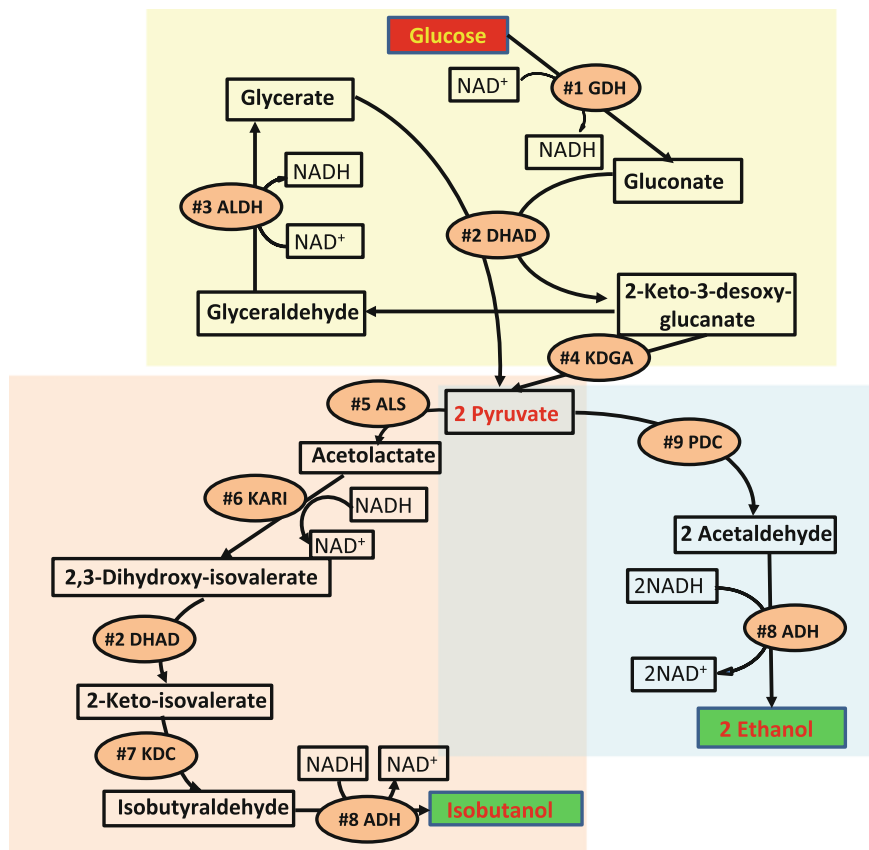 Glucose
NAD+
#1 GDH
Glycerate
NADH
NADH
Gluconate
#3 ALDH
#2 DHAD
NAD+
2-Keto-3-desoxy-
glucanate
Glyceraldehyde
#4 KDGA
#5 ALS
2 Pyruvate
#9 PDC
Acetolactate
#6 KARI
NADH
NAD+
2 Acetaldehyde
2,3-Dihydroxy-isovalerate
2NADH
#2 DHAD
#8 ADH
2NAD+
2-Keto-isovalerate
2 Ethanol
#7 KDC
NADH
NAD+
Isobutyraldehyde
#8 ADH
Isobutanol